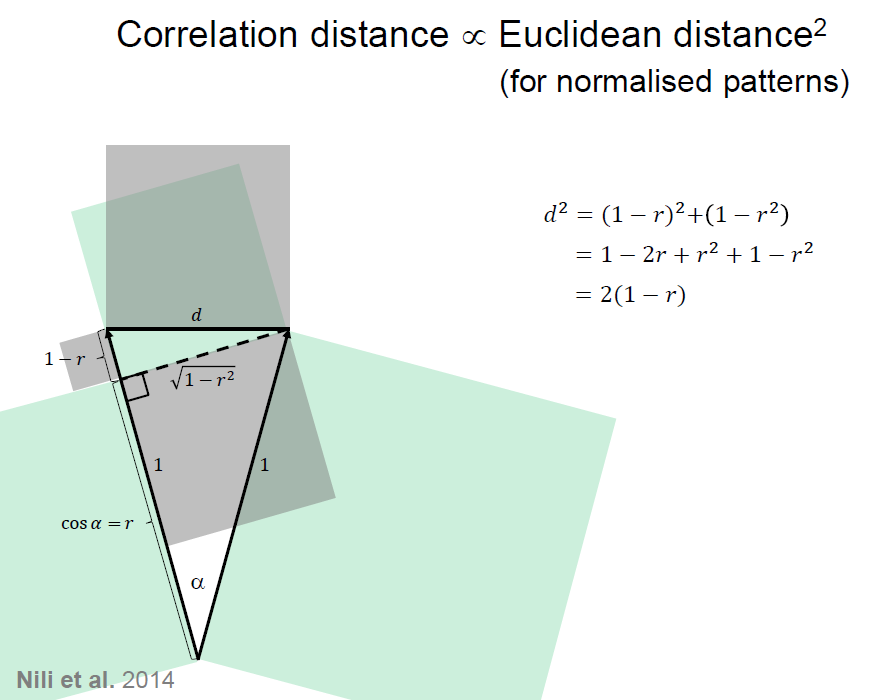 Correlation distance ∝ Euclidean distance²
(for normalised patterns)
d² = (1 − r)²+(1 − r²)
= 1 − 2r + r² + 1 − r²
= 2(1 − r)
d
1 − r
√1 − r²
1
1
cos α = r
α
Nili et al. 2014